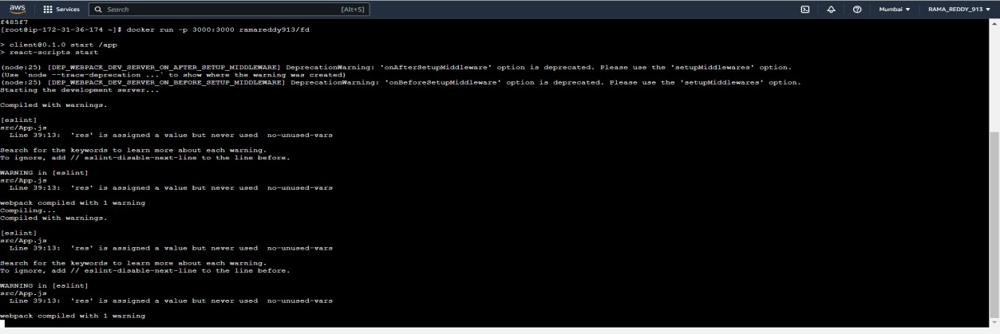 aws Services Search [Alt+S] Mumbai ▼ RAMA_REDDY_913 ▼
f485f7
[root@ip-172-31-36-174 ~]# docker run -p 3000:3000 ramareddy913/fd
> client@0.1.0 start /app
> react-scripts start
(node:25) [DEP_WEBPACK_DEV_SERVER_ON_AFTER_SETUP_MIDDLEWARE] DeprecationWarning: 'onAfterSetupMiddleware' option is deprecated. Please use the 'setupMiddlewares' option.
(Use `node --trace-deprecation ...` to show where the warning was created)
(node:25) [DEP_WEBPACK_DEV_SERVER_ON_BEFORE_SETUP_MIDDLEWARE] DeprecationWarning: 'onBeforeSetupMiddleware' option is deprecated. Please use the 'setupMiddlewares' option.
Starting the development server...
Compiled with warnings.
[eslint]
src/App.js
Line 39:13: 'res' is assigned a value but never used no-unused-vars
Search for the keywords to learn more about each warning.
To ignore, add // eslint-disable-next-line to the line before.
WARNING in [eslint]
src/App.js
Line 39:13: 'res' is assigned a value but never used no-unused-vars
webpack compiled with 1 warning
Compiling...
Compiled with warnings.
[eslint]
src/App.js
Line 39:13: 'res' is assigned a value but never used no-unused-vars
Search for the keywords to learn more about each warning.
To ignore, add // eslint-disable-next-line to the line before.
WARNING in [eslint]
src/App.js
Line 39:13: 'res' is assigned a value but never used no-unused-vars
webpack compiled with 1 warning